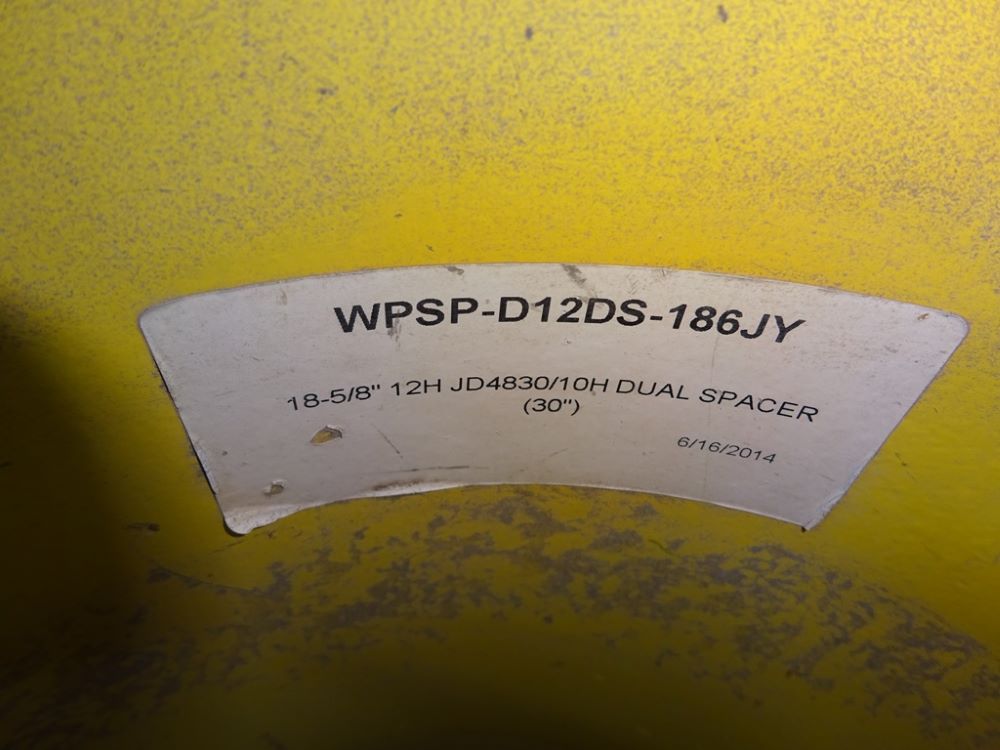 WPSP-D12DS-186JY
18-5/8" 12H JD4830/10H DUAL SPACER
(30")
6/16/2014